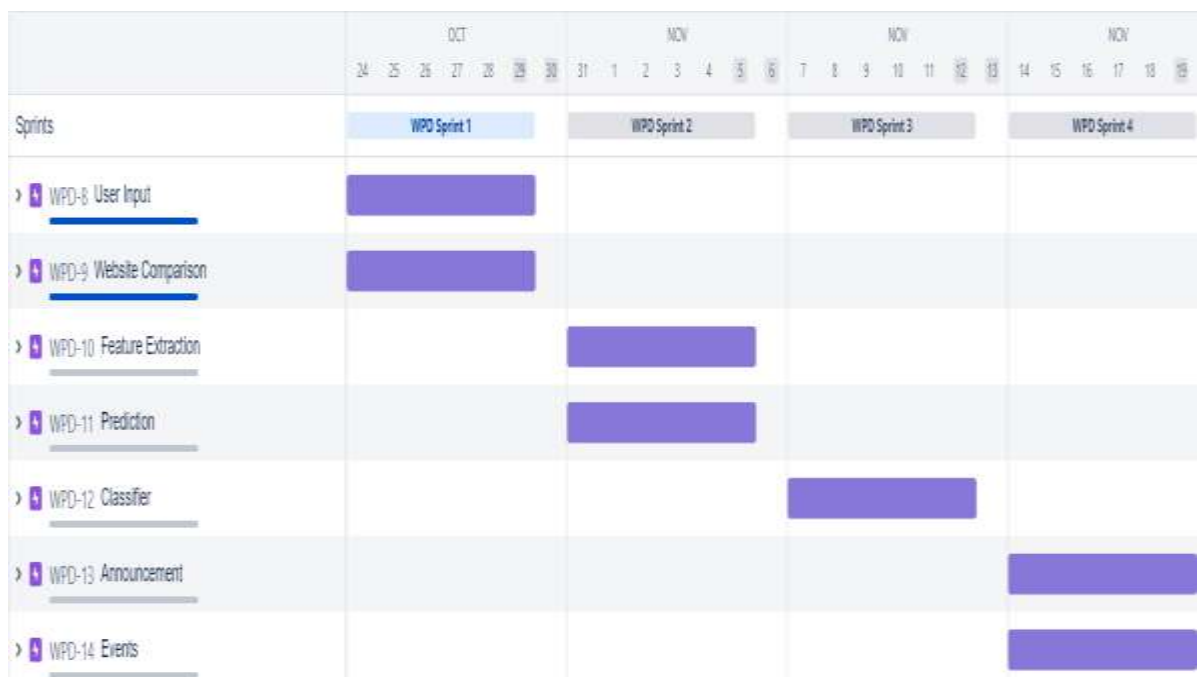 OCT NOV NOV NOV
24 25 26 27 28 29 30 31 1 2 3 4 5 6 7 8 9 10 11 12 13 14 15 16 17 18 19
Sprints WPD Sprint 1 WPD Sprint 2 WPD Sprint 3 WPD Sprint 4
WPD-8 User Input
WPD-9 Website Comparison
WPD-10 Feature Extraction
WPD-11 Prediction
WPD-12 Classifier
WPD-13 Announcement
WPD-14 Events